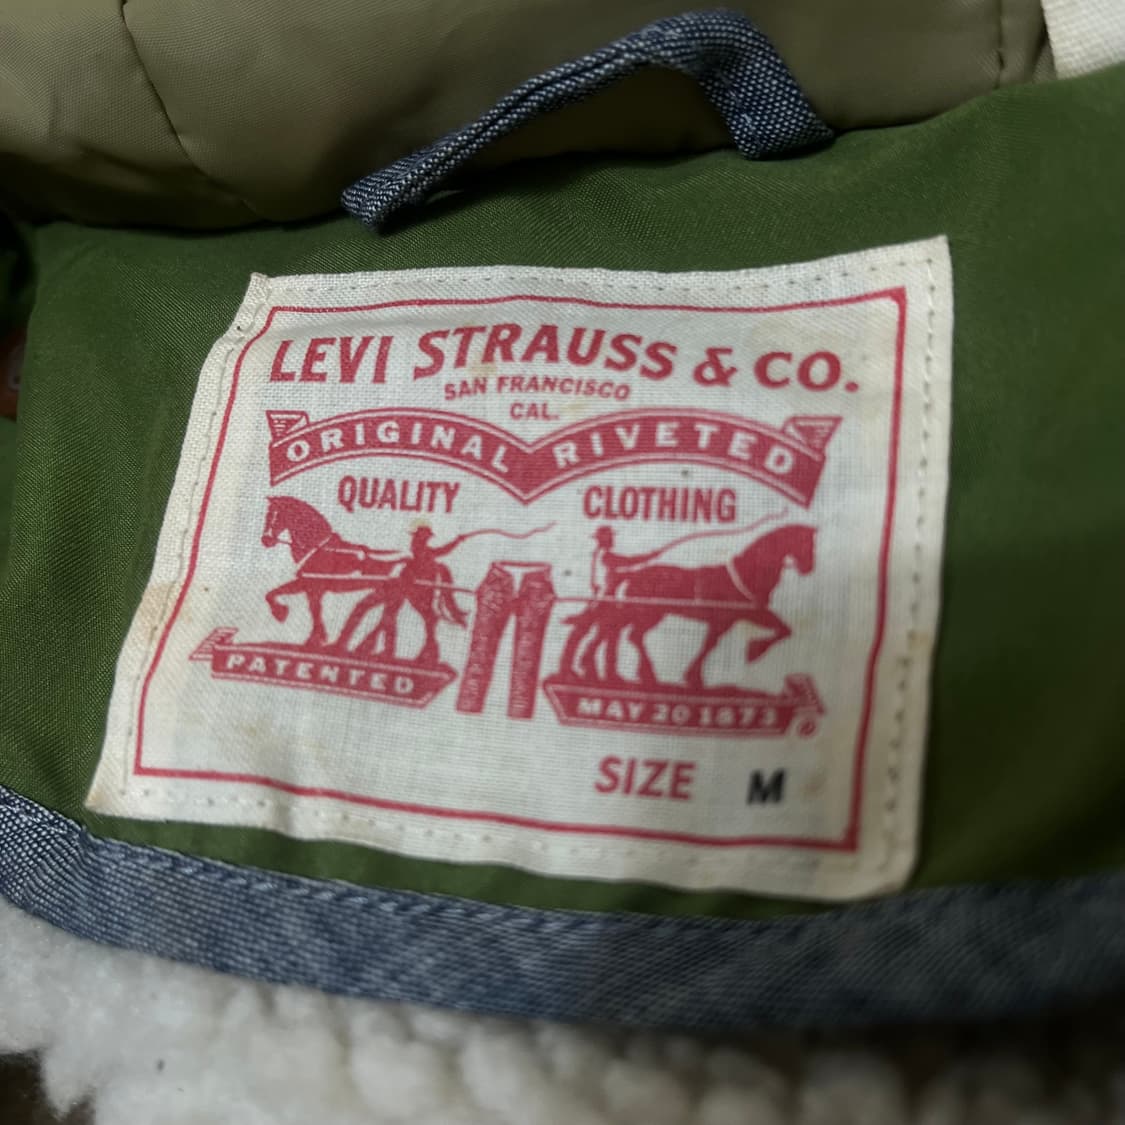 LEVI STRAUSS & CO.
SAN FRANCISCO
CAL.
ORIGINAL RIVETED
QUALITY CLOTHING
PATENTED MAY 20 1873
SIZE M